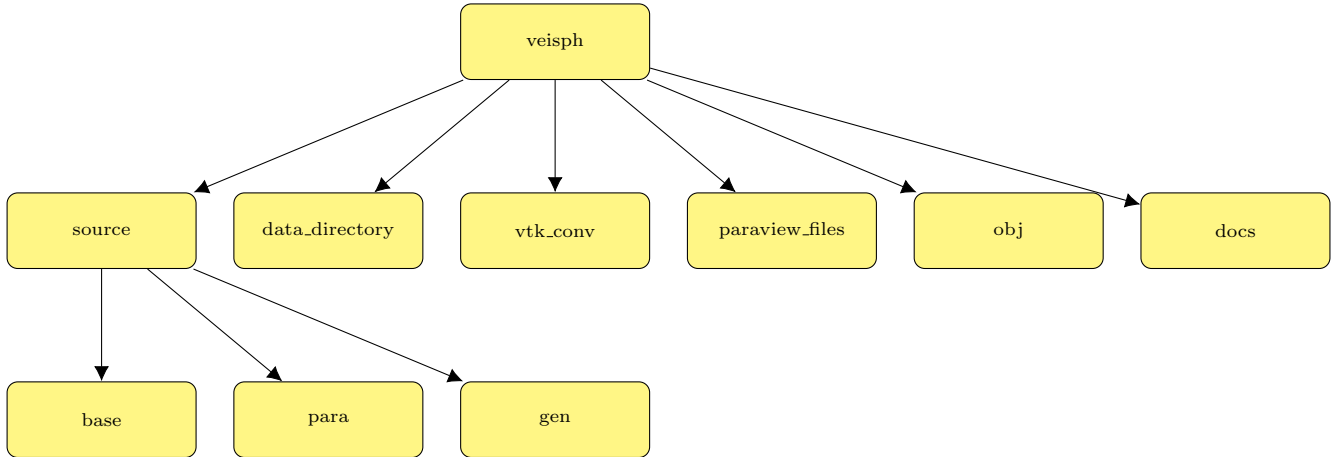 veisph
source
data_directory
vtk_conv
paraview_files
obj
docs
base
para
gen